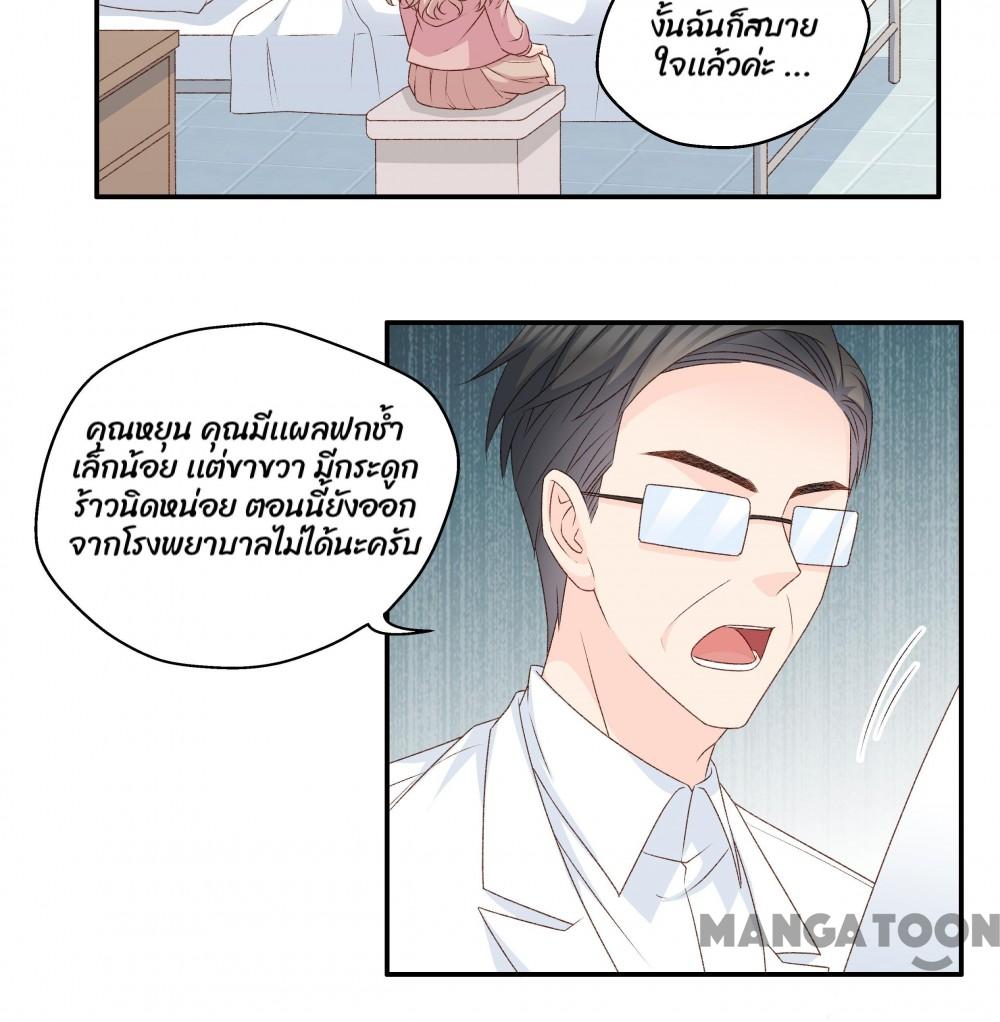 งั้นฉันก็สบาย
ใจแล้วค่ะ ...
คุณหยุน คุณมีแผลฟกช้ำ
เล็กน้อย แต่ขาขวา มีกระดูก
ร้าวนิดหน่อย ตอนนี้ยังออก
จากโรงพยาบาลไม่ได้นะครับ
MANGATOON